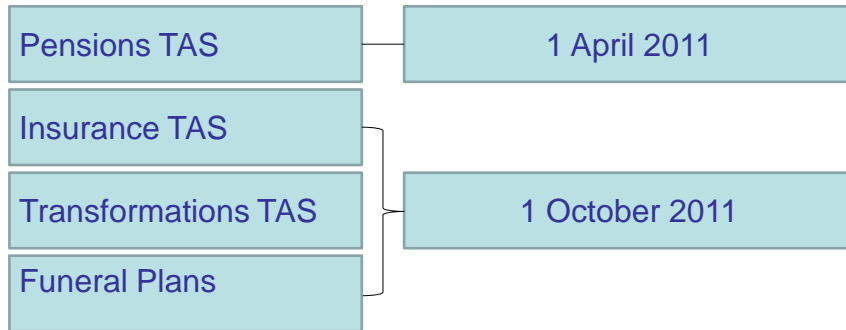 Pensions TAS
1 April 2011
Insurance TAS
Transformations TAS
1 October 2011
Funeral Plans